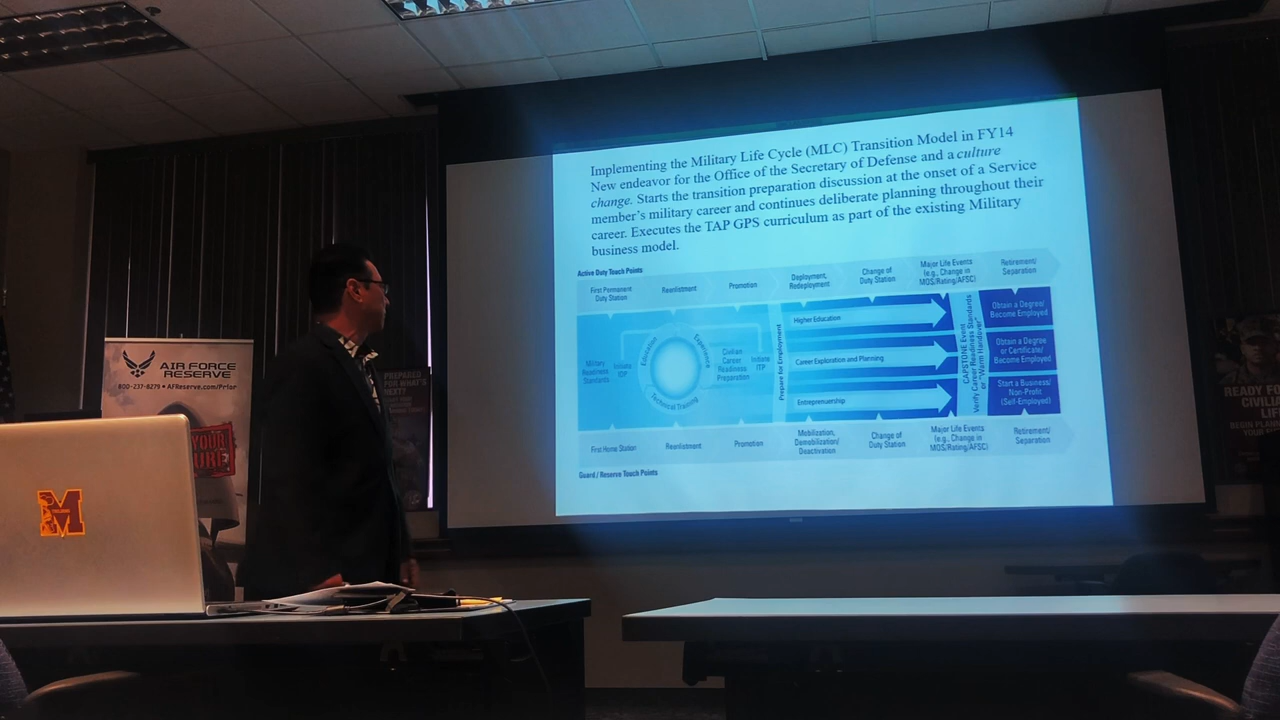 Implementing the Military Life Cycle (MLC) Transition Model in FY14
New endeavor for the Office of the Secretary of Defense and a culture
change. Starts the transition preparation discussion at the onset of a Service
member's military career and continues deliberate planning throughout their
career. Executes the TAP GPS curriculum as part of the existing Military
business model.
Active Duty Touch Points
First Permanent
Duty Station
Reenlistment
Promotion
Deployment,
Redeployment
Change of
Duty Station
Major Life Events
(e.g., Change in
MOS/Rating/AFSC)
Retirement/
Separation
Military
Readiness
Standards
Initiate
IDP
Education
Experience
Technical Training
Civilian
Career
Readiness
Preparation
Initiate
ITP
Prepare for Employment
Higher Education
Career Exploration and Planning
Entrepreneurship
CAPSTONE Event
Verify Career Readiness Standards
or "Warm Handover"
Obtain a Degree/
Become Employed
Obtain a Degree
or Certificate/
Become Employed
Start a Business/
Non-Profit
(Self-Employed)
First Home Station
Reenlistment
Promotion
Mobilization,
Demobilization/
Deactivation
Change of
Duty Station
Major Life Events
(e.g., Change in
MOS/Rating/AFSC)
Retirement/
Separation
Guard / Reserve Touch Points
AIR FORCE
RESERVE
800-237-8279 • AFReserve.com/Prior
YOUR
PREPARED
FOR WHAT'S
NEXT?
READY FO
CIVILIA
LIF
BEGIN PLAN
YOUR
M